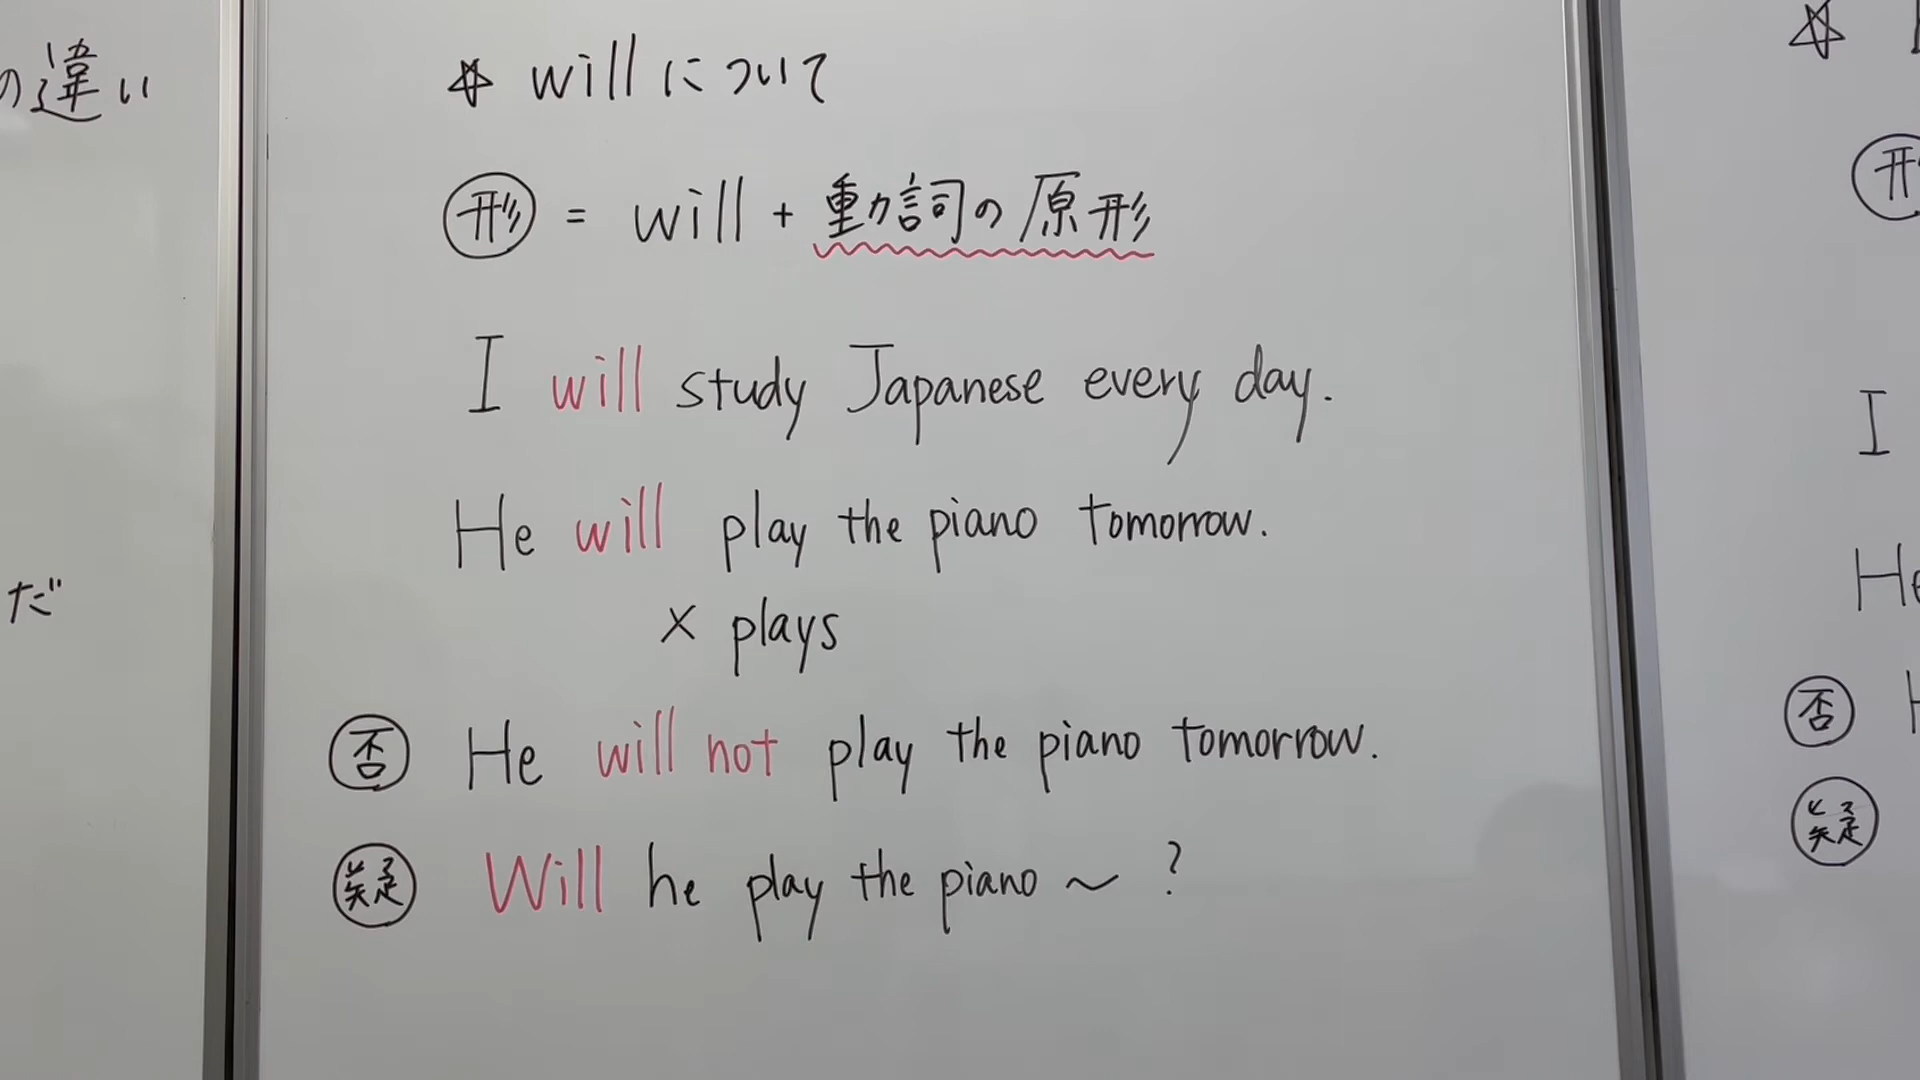 の違い
だ
☆ willについて
形 = will + 動詞の原形
I will study Japanese every day.
He will play the piano tomorrow.
× plays
否 He will not play the piano tomorrow.
疑 Will he play the piano ~ ?
☆
形
I
He
否
疑